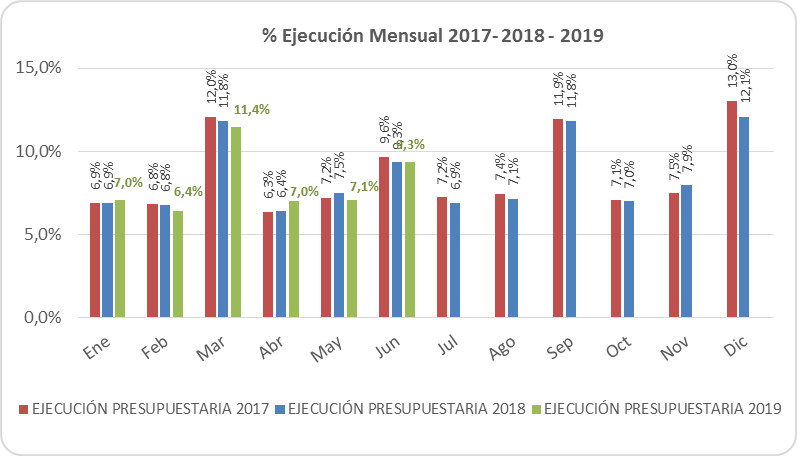 % Ejecución Mensual 2017- 2018 - 2019
15,0%
10,0%
5,0%
0,0%
6,9%
6,9%
7,0%
6,8%
6,8%
6,4%
12,0%
11,8%
11,4%
6,3%
6,4%
7,0%
7,2%
7,5%
7,1%
9,6%
9,3%
9,3%
7,2%
6,9%
7,4%
7,1%
11,9%
11,8%
7,1%
7,0%
7,5%
7,9%
13,0%
12,1%
Ene
Feb
Mar
Abr
May
Jun
Jul
Ago
Sep
Oct
Nov
Dic
EJECUCIÓN PRESUPUESTARIA 2017
EJECUCIÓN PRESUPUESTARIA 2018
EJECUCIÓN PRESUPUESTARIA 2019